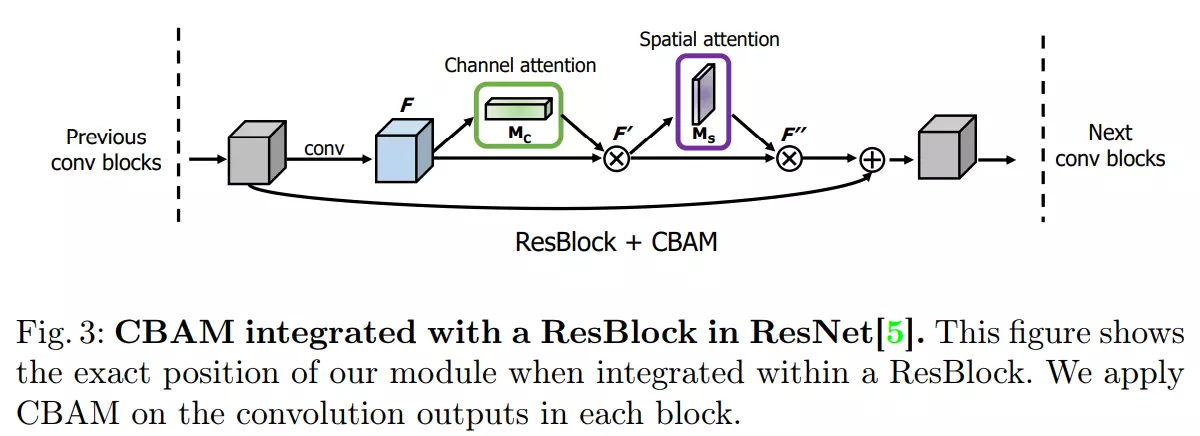 Spatial attention
Channel attention
Previous
conv blocks
conv
F
M_C
F′
M_S
F′′
Next
conv blocks
ResBlock + CBAM
Fig. 3: CBAM integrated with a ResBlock in ResNet[5]. This figure shows
the exact position of our module when integrated within a ResBlock. We apply
CBAM on the convolution outputs in each block.